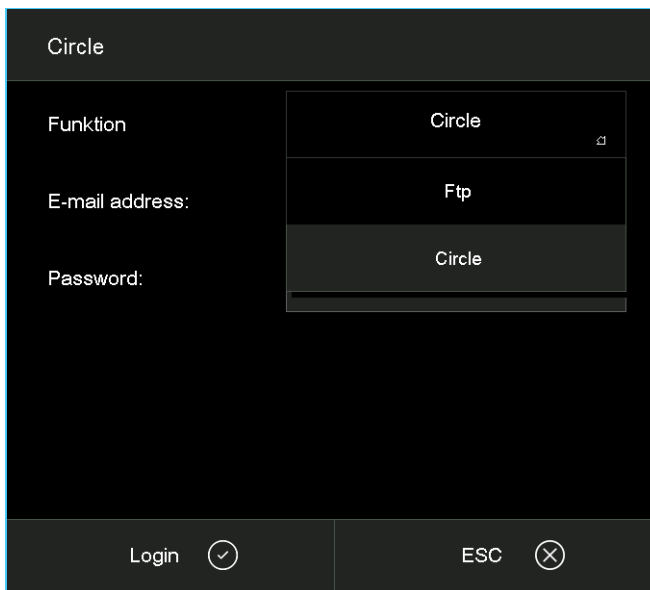 Circle
Funktion
Circle
E-mail address:
Ftp
Password:
Circle
Login
ESC